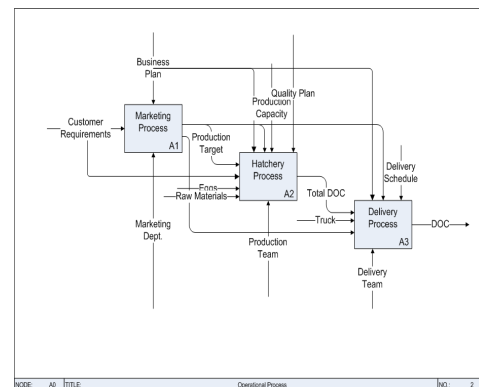 Business
Plan
Quality Plan
Production
Capacity
Customer
Requirements
Marketing
Process
A1
Production
Target
Hatchery
Process
A2
Eggs
Raw Materials
Total DOC
Truck
Delivery
Schedule
Delivery
Process
A3
DOC
Marketing
Dept.
Production
Team
Delivery
Team
NODE: A0 TITLE: Operational Process NO.: 2